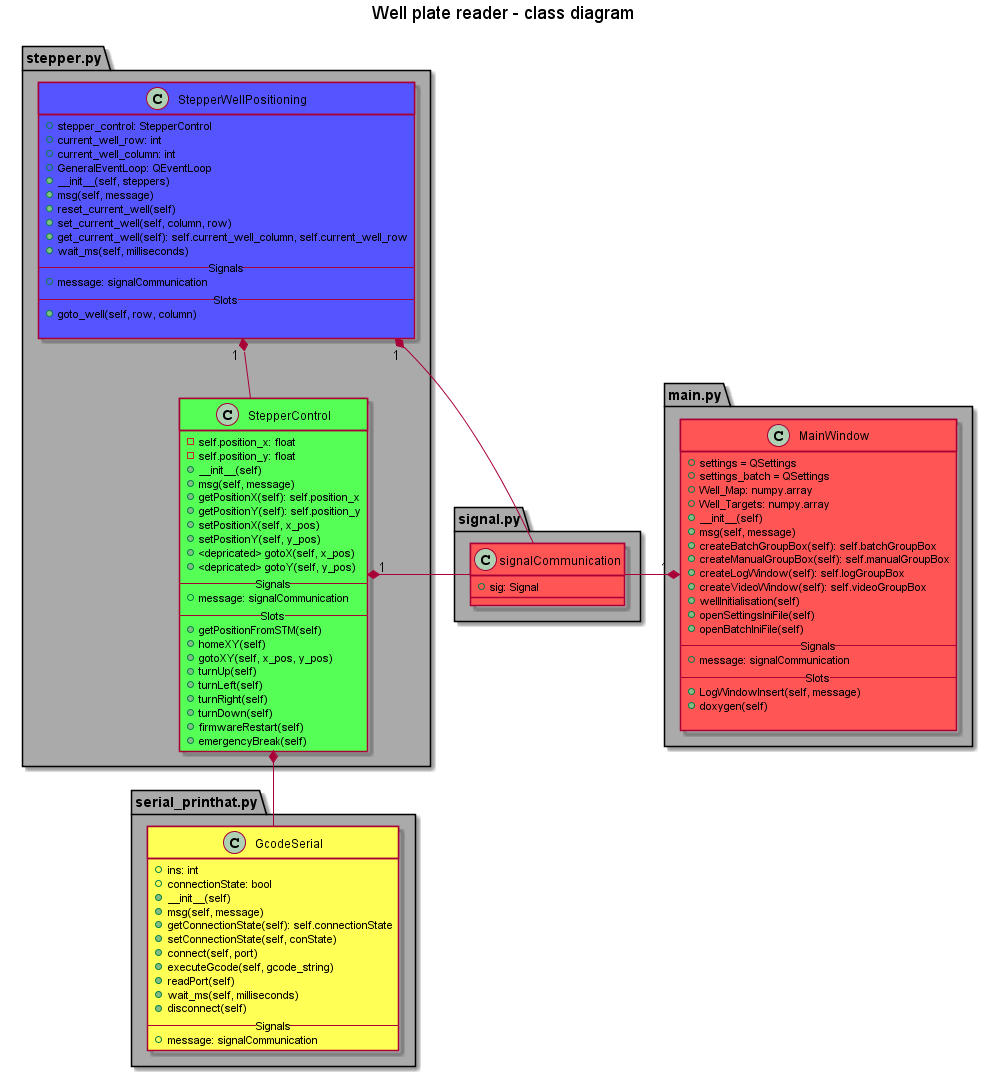 Well plate reader - class diagram
stepper.py
C StepperWellPositioning
stepper_control: StepperControl
current_well_row: int
current_well_column: int
GeneralEventLoop: QEventLoop
__init__(self, steppers)
msg(self, message)
reset_current_well(self)
set_current_well(self, column, row)
get_current_well(self): self.current_well_column, self.current_well_row
wait_ms(self, milliseconds)
Signals
message: signalCommunication
Slots
goto_well(self, row, column)
1
1
C StepperControl
self.position_x: float
self.position_y: float
__init__(self)
msg(self, message)
getPositionX(self): self.position_x
getPositionY(self): self.position_y
setPositionX(self, x_pos)
setPositionY(self, y_pos)
<depricated> gotoX(self, x_pos)
<depricated> gotoY(self, y_pos)
Signals
message: signalCommunication
Slots
getPositionFromSTM(self)
homeXY(self)
gotoXY(self, x_pos, y_pos)
turnUp(self)
turnLeft(self)
turnRight(self)
turnDown(self)
firmwareRestart(self)
emergencyBreak(self)
1
signal.py
C signalCommunication
sig: Signal
1
main.py
C MainWindow
settings = QSettings
settings_batch = QSettings
Well_Map: numpy.array
Well_Targets: numpy.array
__init__(self)
msg(self, message)
createBatchGroupBox(self): self.batchGroupBox
createManualGroupBox(self): self.manualGroupBox
createLogWindow(self): self.logGroupBox
createVideoWindow(self): self.videoGroupBox
wellInitialisation(self)
openSettingsIniFile(self)
openBatchIniFile(self)
Signals
message: signalCommunication
Slots
LogWindowInsert(self, message)
doxygen(self)
serial_printhat.py
C GcodeSerial
ins: int
connectionState: bool
__init__(self)
msg(self, message)
getConnectionState(self): self.connectionState
setConnectionState(self, conState)
connect(self, port)
executeGcode(self, gcode_string)
readPort(self)
wait_ms(self, milliseconds)
disconnect(self)
Signals
message: signalCommunication